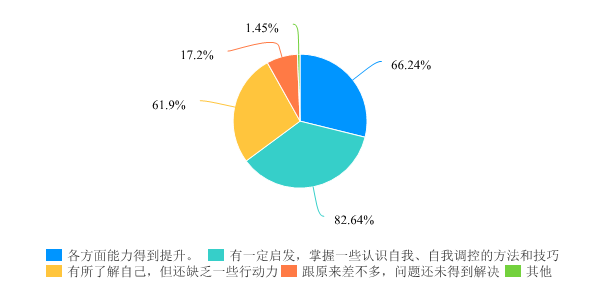 1.45%
17.2%
66.24%
61.9%
82.64%
各方面能力得到提升。 有一定启发，掌握一些认识自我、自我调控的方法和技巧
有所了解自己，但还缺乏一些行动力 跟原来差不多，问题还未得到解决 其他